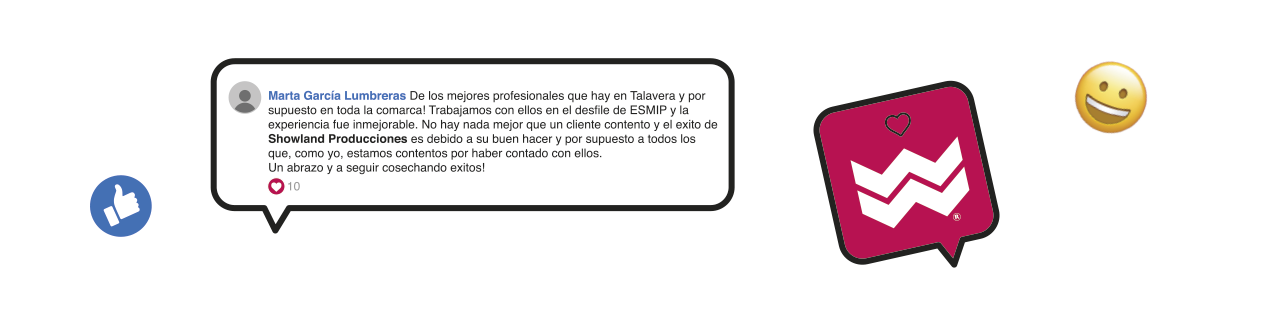 Marta García Lumbreras De los mejores profesionales que hay en Talavera y por
supuesto en toda la comarca! Trabajamos con ellos en el desfile de ESMIP y la
experiencia fue inmejorable. No hay nada mejor que un cliente contento y el exito de
Showland Producciones es debido a su buen hacer y por supuesto a todos los
que, como yo, estamos contentos por haber contado con ellos.
Un abrazo y a seguir cosechando exitos!
10
®